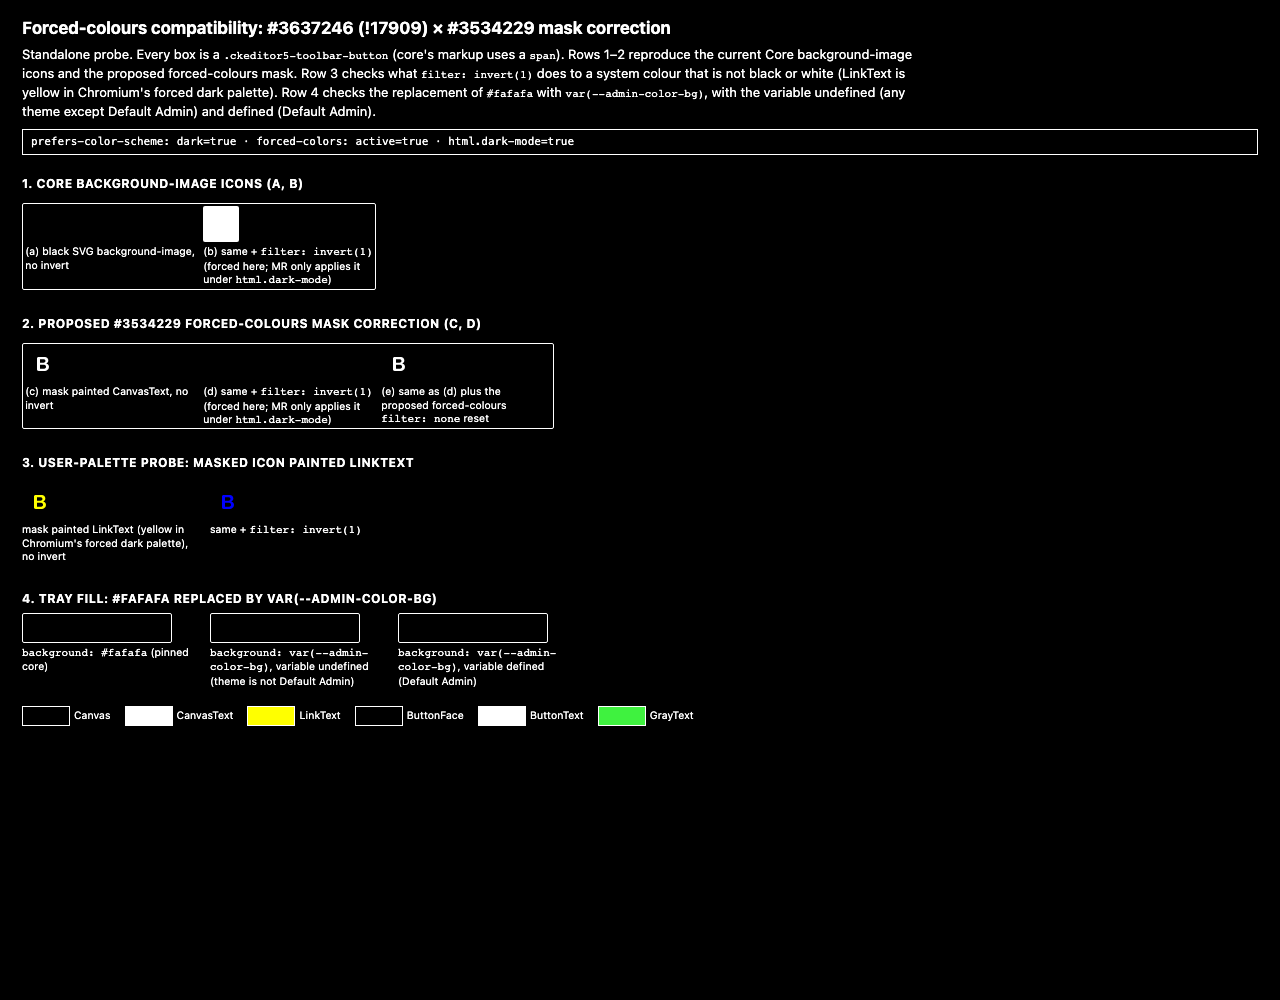 Forced-colours compatibility: #3637246 (!17909) × #3534229 mask correction
Standalone probe. Every box is a .ckeditor5-toolbar-button (core's markup uses a span). Rows 1–2 reproduce the current Core background-image
icons and the proposed forced-colours mask. Row 3 checks what filter: invert(1) does to a system colour that is not black or white (LinkText is
yellow in Chromium's forced dark palette). Row 4 checks the replacement of #fafafa with var(--admin-color-bg), with the variable undefined (any
theme except Default Admin) and defined (Default Admin).
prefers-color-scheme: dark=true · forced-colors: active=true · html.dark-mode=true
1. CORE BACKGROUND-IMAGE ICONS (A, B)
(a) black SVG background-image,
no invert
(b) same + filter: invert(1)
(forced here; MR only applies it
under html.dark-mode)
2. PROPOSED #3534229 FORCED-COLOURS MASK CORRECTION (C, D)
B
(c) mask painted CanvasText, no
invert
(d) same + filter: invert(1)
(forced here; MR only applies it
under html.dark-mode)
B
(e) same as (d) plus the
proposed forced-colours
filter: none reset
3. USER-PALETTE PROBE: MASKED ICON PAINTED LINKTEXT
B
mask painted LinkText (yellow in
Chromium's forced dark palette),
no invert
B
same + filter: invert(1)
4. TRAY FILL: #FAFAFA REPLACED BY VAR(--ADMIN-COLOR-BG)
background: #fafafa (pinned
core)
background: var(--admin-
color-bg), variable undefined
(theme is not Default Admin)
background: var(--admin-
color-bg), variable defined
(Default Admin)
Canvas
CanvasText
LinkText
ButtonFace
ButtonText
GrayText